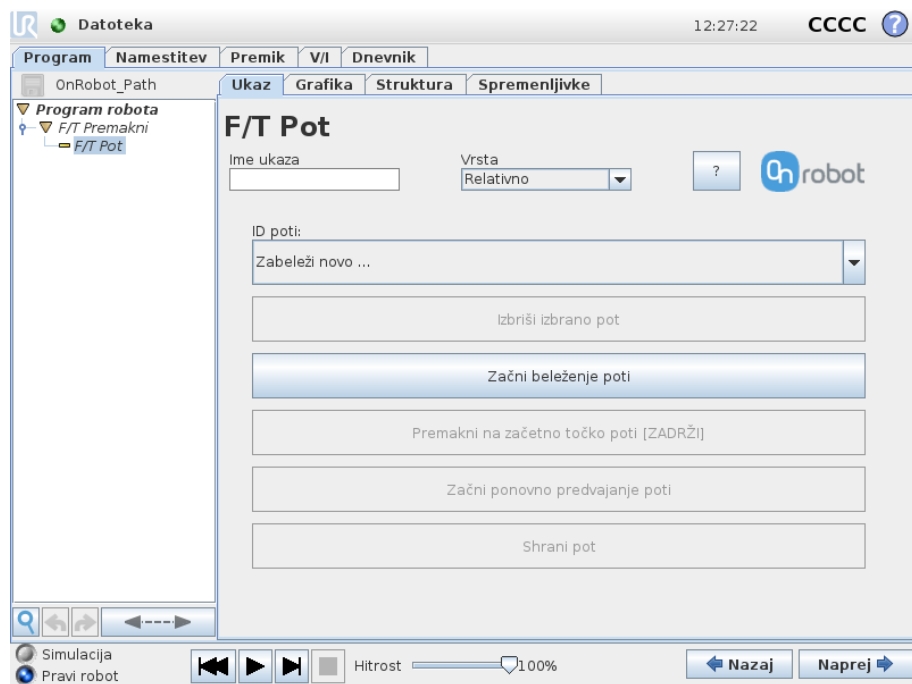 UR Datoteka 12:27:22 CCCC ?
Program Namestitev Premik V/I Dnevnik
OnRobot_Path Ukaz Grafika Struktura Spremenljivke
Program robota
F/T Premakni
F/T Pot
F/T Pot
Ime ukaza Vrsta
Relativno ? On robot
ID poti:
Zabeleži novo ...
Izbriši izbrano pot
Začni beleženje poti
Premakni na začetno točko poti [ZADRŽI]
Začni ponovno predvajanje poti
Shrani pot
Simulacija
Pravi robot
Hitrost 100% Nazaj Naprej